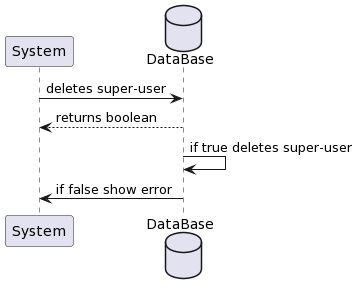 System
DataBase
deletes super-user
returns boolean
if true deletes super-user
if false show error
System
DataBase